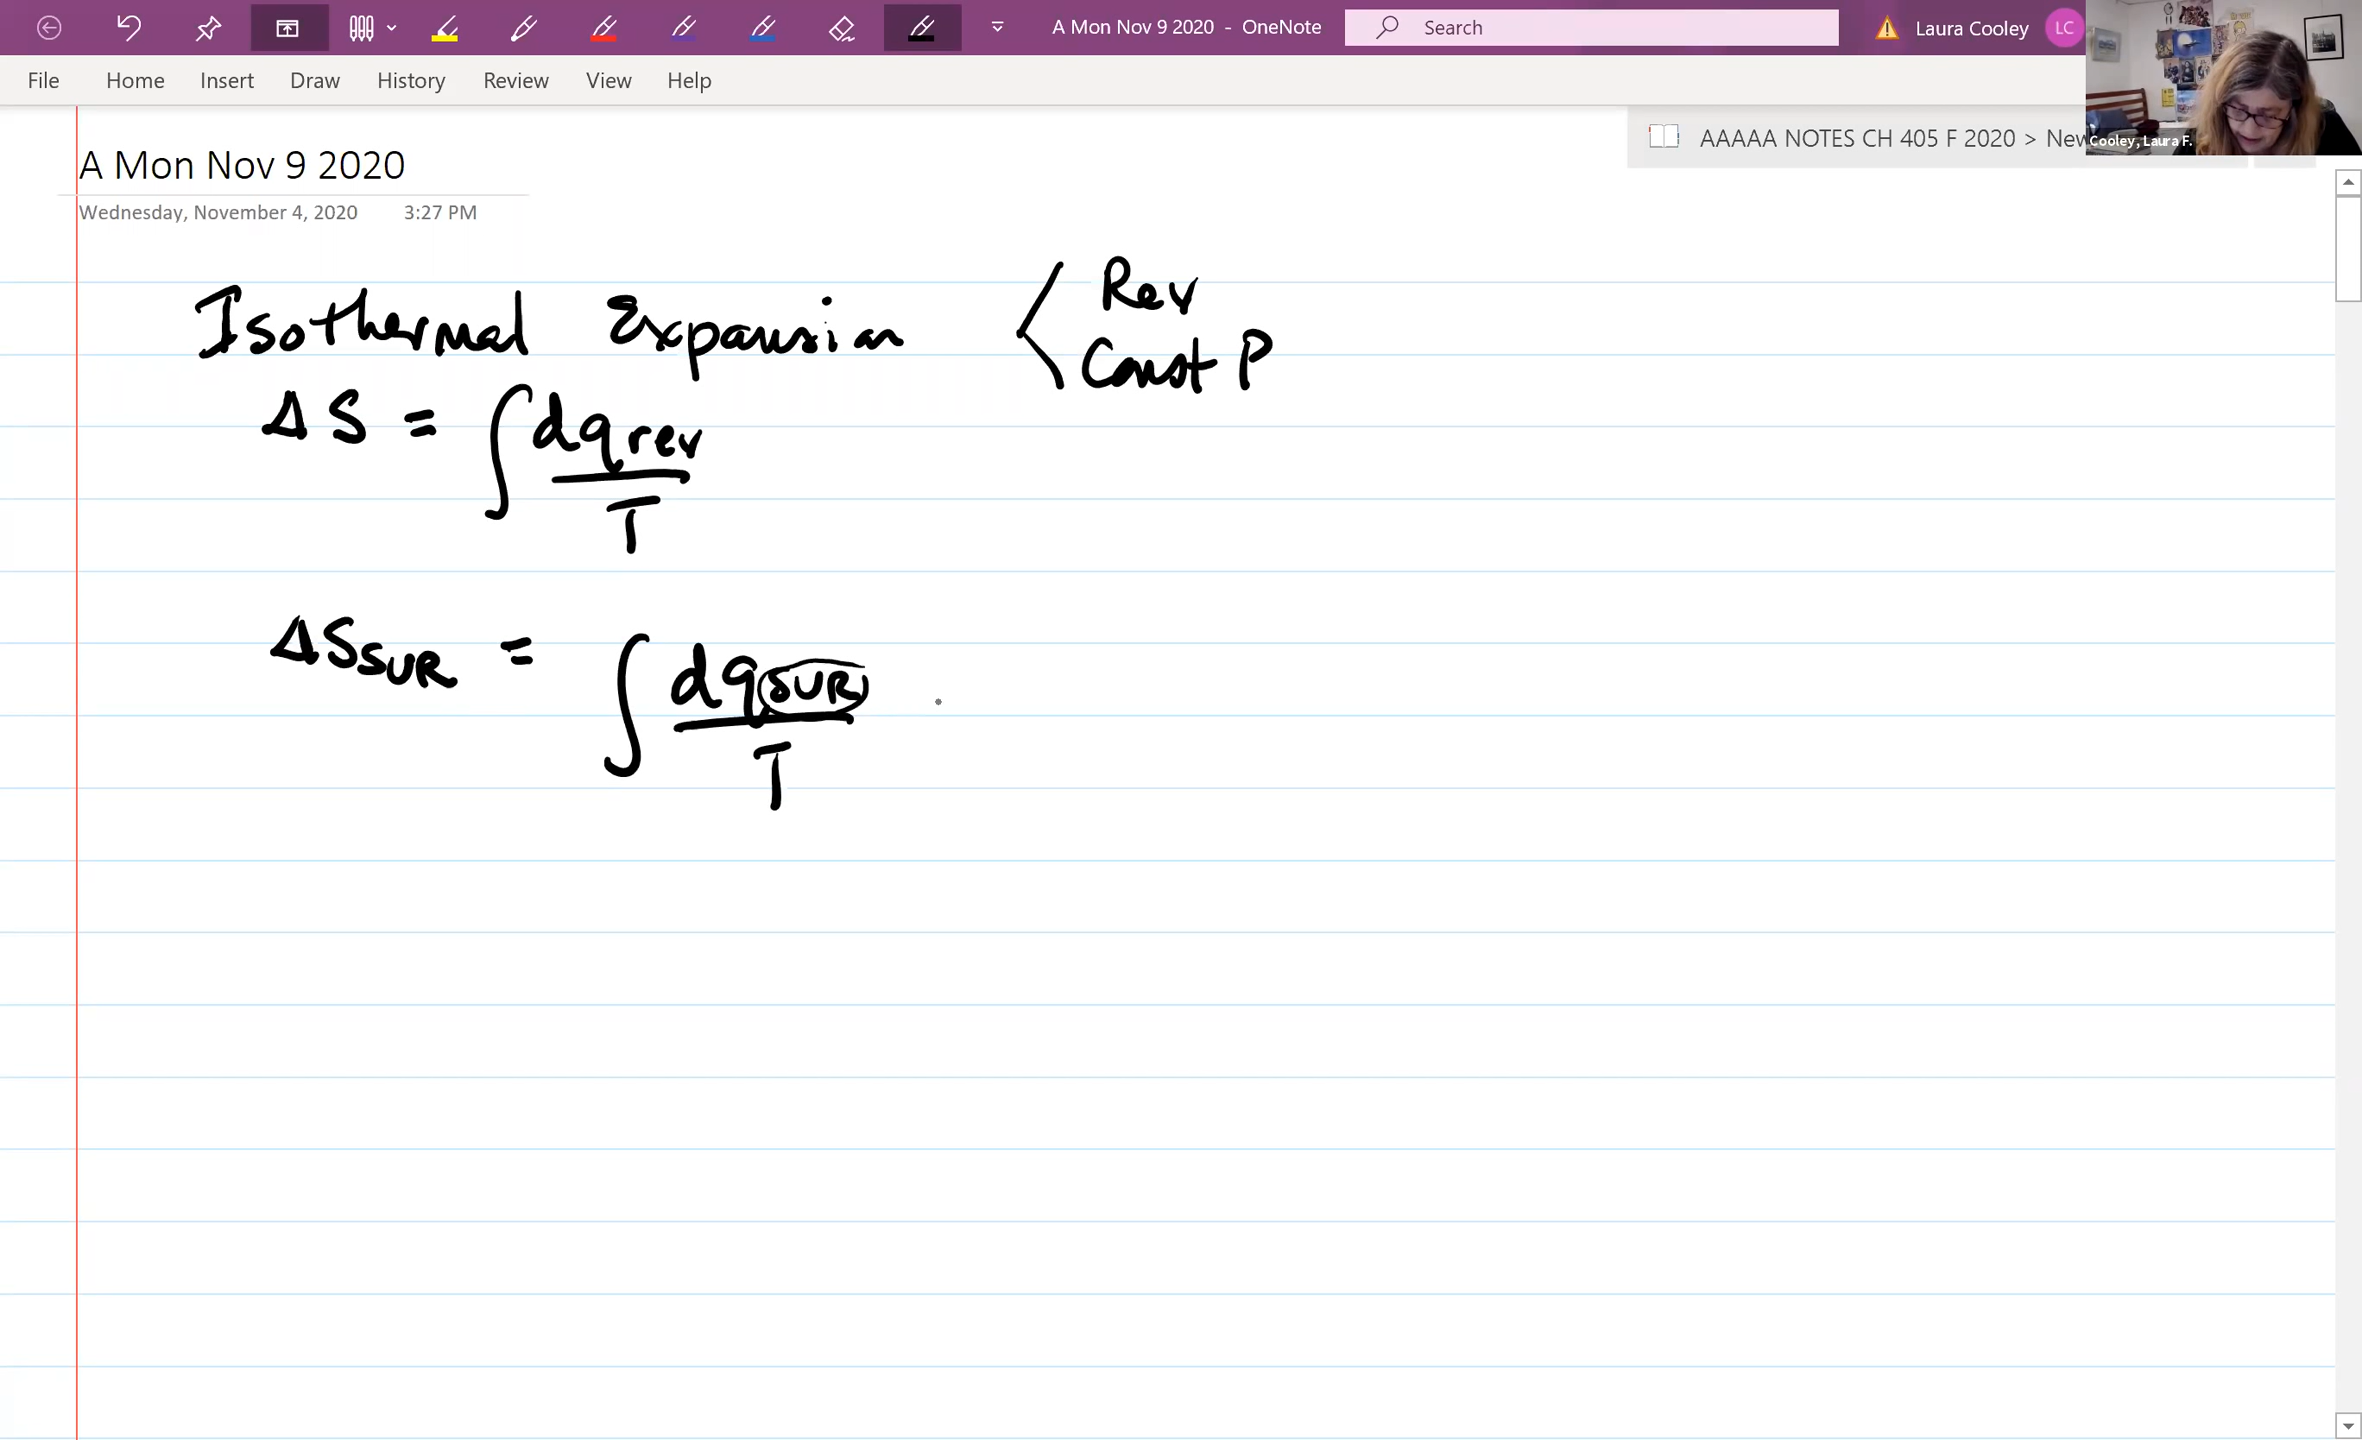 A Mon Nov 9 2020 - OneNote
Search
Laura Cooley
LC
File Home Insert Draw History Review View Help
AAAAA NOTES CH 405 F 2020 > New
Cooley, Laura F.
A Mon Nov 9 2020
Wednesday, November 4, 2020 3:27 PM
Isothermal Expansion < Rev
Const P
ΔS = ∫ dqrev
T
ΔSSUR = ∫ dqSUR
T